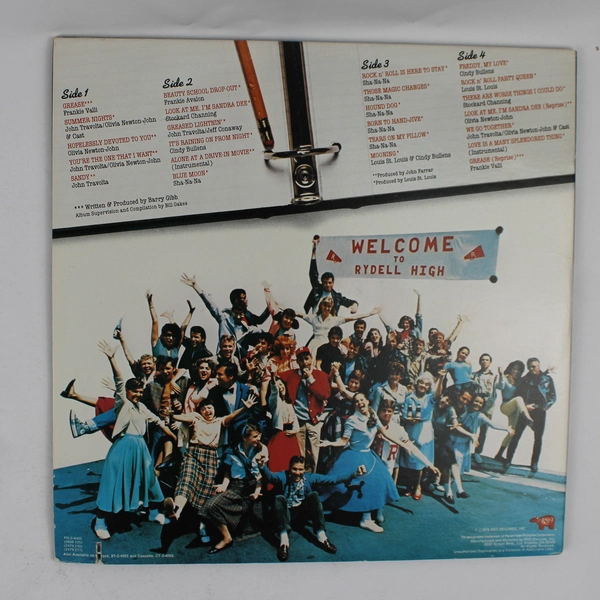 Side 1
GREASE***
Frankie Valli
SUMMER NIGHTS*
John Travolta/Olivia Newton-John
& Cast
HOPELESSLY DEVOTED TO YOU**
Olivia Newton-John
YOU'RE THE ONE THAT I WANT**
John Travolta/Olivia Newton-John
SANDY**
John Travolta
*** Written & Produced by Barry Gibb
Album Supervision and Compilation by Bill Oakes
Side 2
BEAUTY SCHOOL DROP-OUT*
Frankie Avalon
LOOK AT ME, I'M SANDRA DEE*
Stockard Channing
GREASED LIGHTNIN'*
John Travolta/Jeff Conaway
IT'S RAINING ON PROM NIGHT*
Cindy Bullens
ALONE AT A DRIVE-IN MOVIE**
(Instrumental)
BLUE MOON*
Sha-Na-Na
Side 3
ROCK N' ROLL IS HERE TO STAY*
Sha-Na-Na
THOSE MAGIC CHANGES*
Sha-Na-Na
HOUND DOG*
Sha-Na-Na
BORN TO HAND-JIVE*
Sha-Na-Na
TEARS ON MY PILLOW*
Sha-Na-Na
MOONING*
Louis St. Louis & Cindy Bullens
**Produced by John Farrar
*Produced by Louis St. Louis
Side 4
FREDDY, MY LOVE*
Cindy Bullens
ROCK N' ROLL PARTY QUEEN*
Louis St. Louis
THERE ARE WORSE THINGS I COULD DO*
Stockard Channing
LOOK AT ME, I'M SANDRA DEE (Reprise)*
Olivia Newton-John
WE GO TOGETHER*
John Travolta/Olivia Newton-John & Cast
LOVE IS A MANY SPLENDORED THING*
(Instrumental)
GREASE (Reprise)***
Frankie Valli
WELCOME
TO
RYDELL HIGH
R
RSO